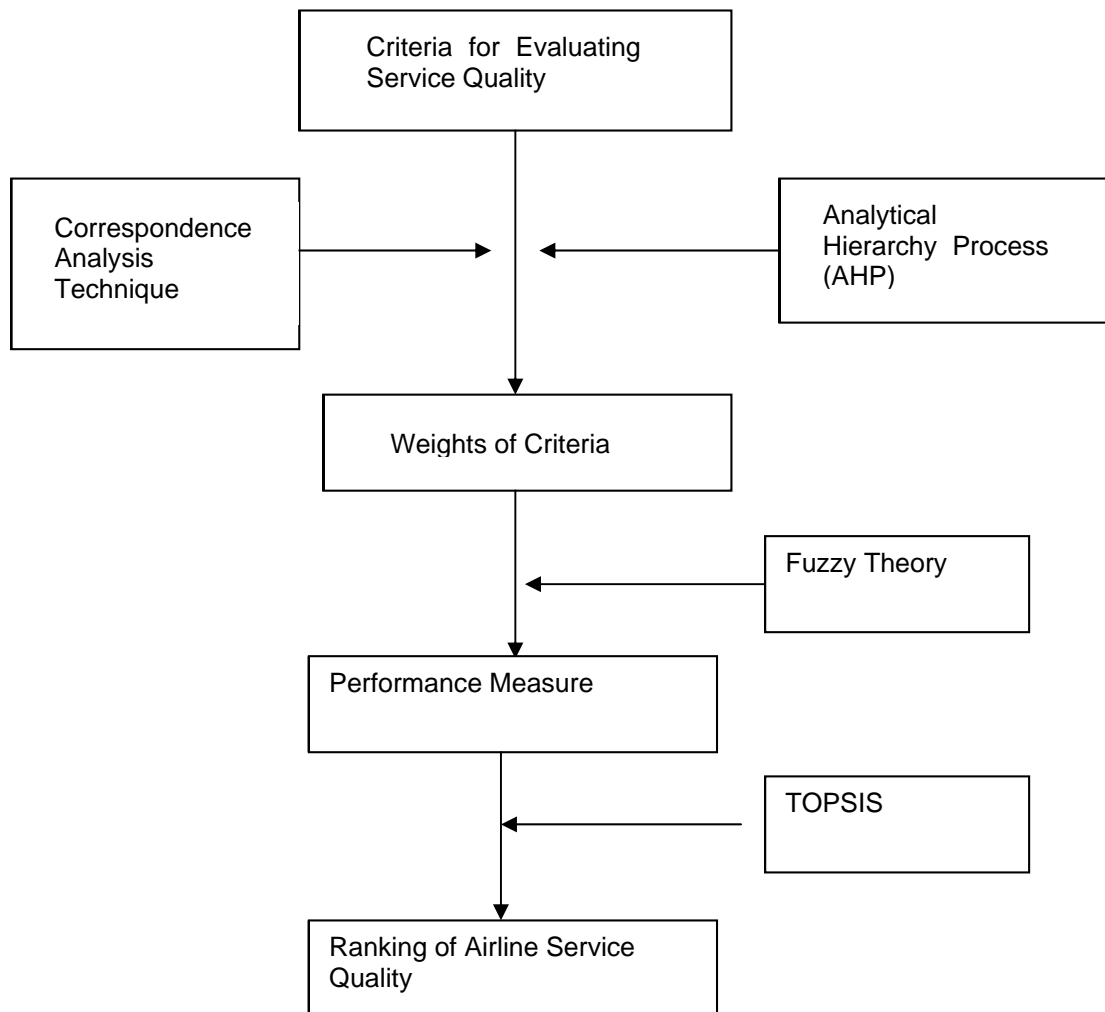 Criteria for Evaluating
Service Quality
Correspondence
Analysis
Technique
Analytical
Hierarchy Process
(AHP)
Weights of Criteria
Fuzzy Theory
Performance Measure
TOPSIS
Ranking of Airline Service
Quality